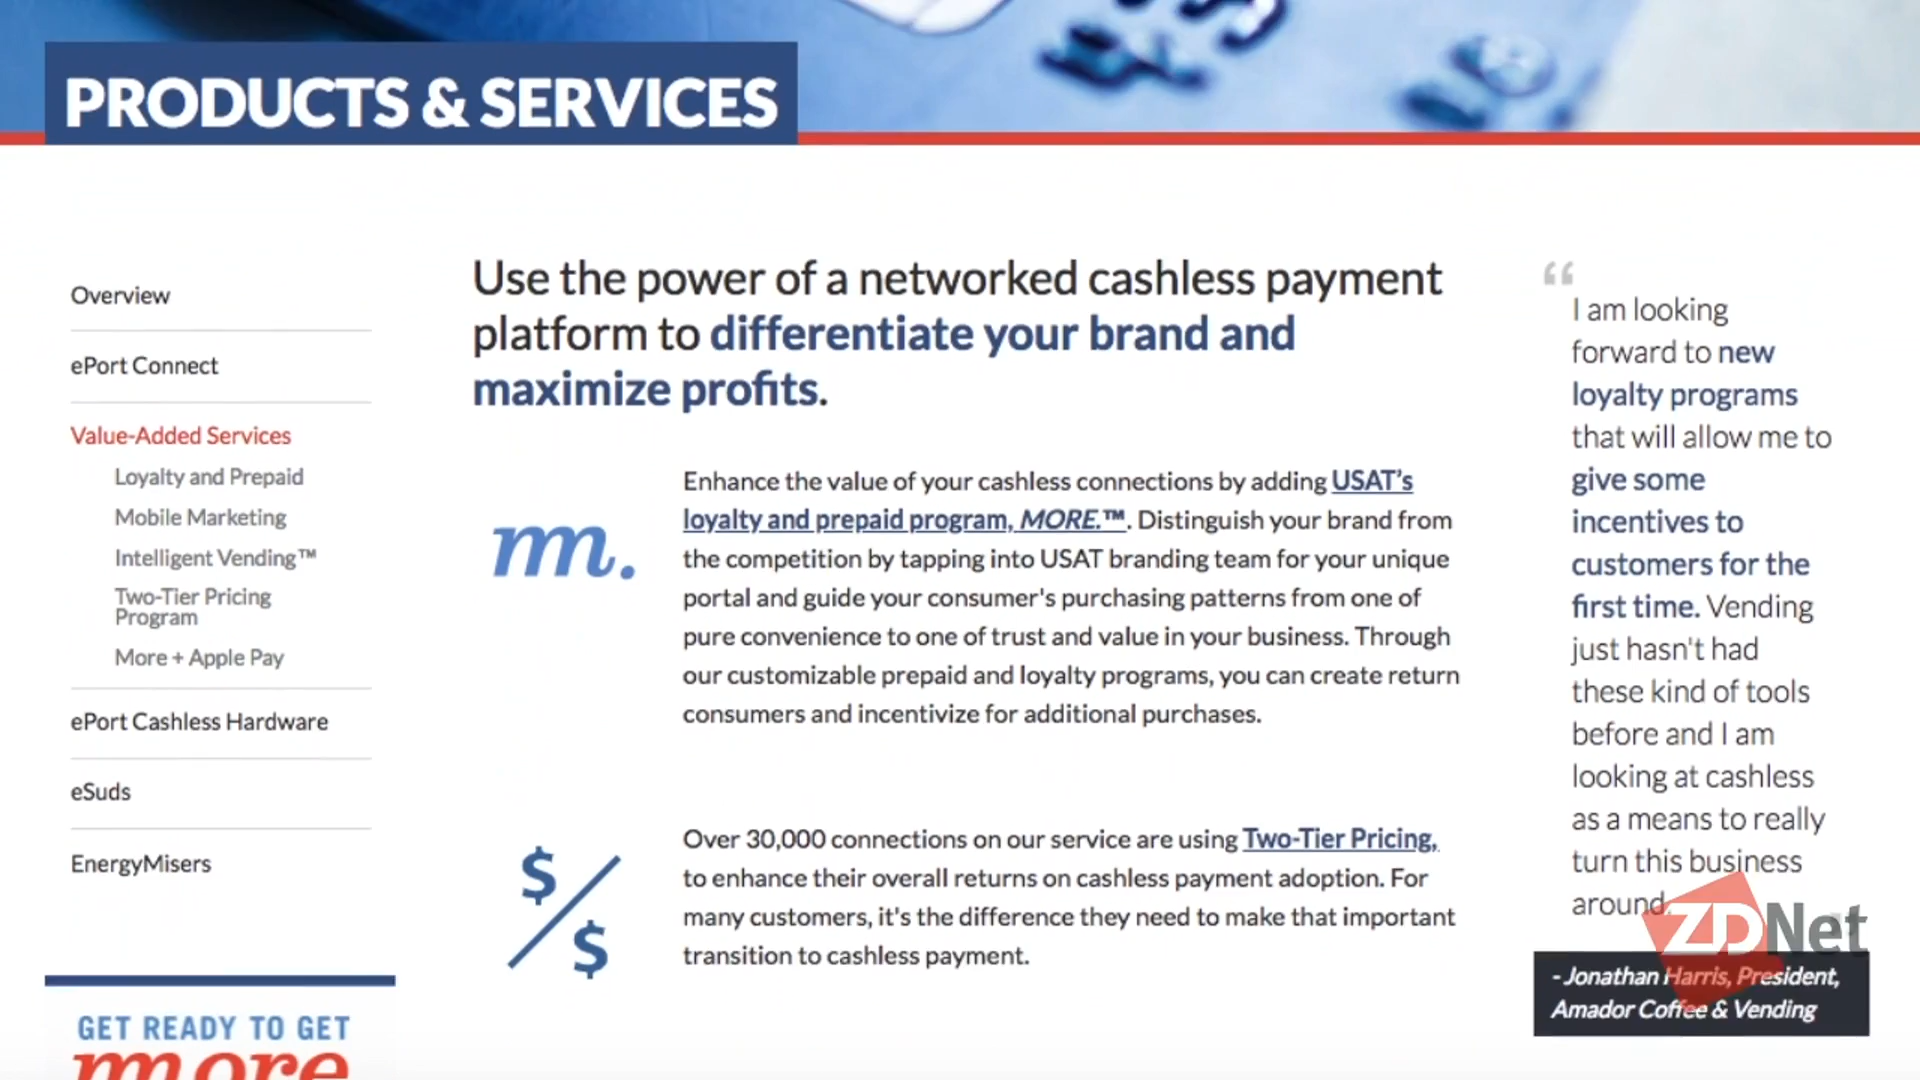 PRODUCTS & SERVICES
Overview
ePort Connect
Value-Added Services
Loyalty and Prepaid
Mobile Marketing
Intelligent Vending™
Two-Tier Pricing
Program
More + Apple Pay
ePort Cashless Hardware
eSuds
EnergyMisers
GET READY TO GET
more
Use the power of a networked cashless payment
platform to differentiate your brand and
maximize profits.
m.
Enhance the value of your cashless connections by adding USAT's
loyalty and prepaid program, MORE.™. Distinguish your brand from
the competition by tapping into USAT branding team for your unique
portal and guide your consumer's purchasing patterns from one of
pure convenience to one of trust and value in your business. Through
our customizable prepaid and loyalty programs, you can create return
consumers and incentivize for additional purchases.
$/$
Over 30,000 connections on our service are using Two-Tier Pricing,
to enhance their overall returns on cashless payment adoption. For
many customers, it's the difference they need to make that important
transition to cashless payment.
“
I am looking
forward to new
loyalty programs
that will allow me to
give some
incentives to
customers for the
first time. Vending
just hasn't had
these kind of tools
before and I am
looking at cashless
as a means to really
turn this business
around.
ZDNet
- Jonathan Harris, President,
Amador Coffee & Vending